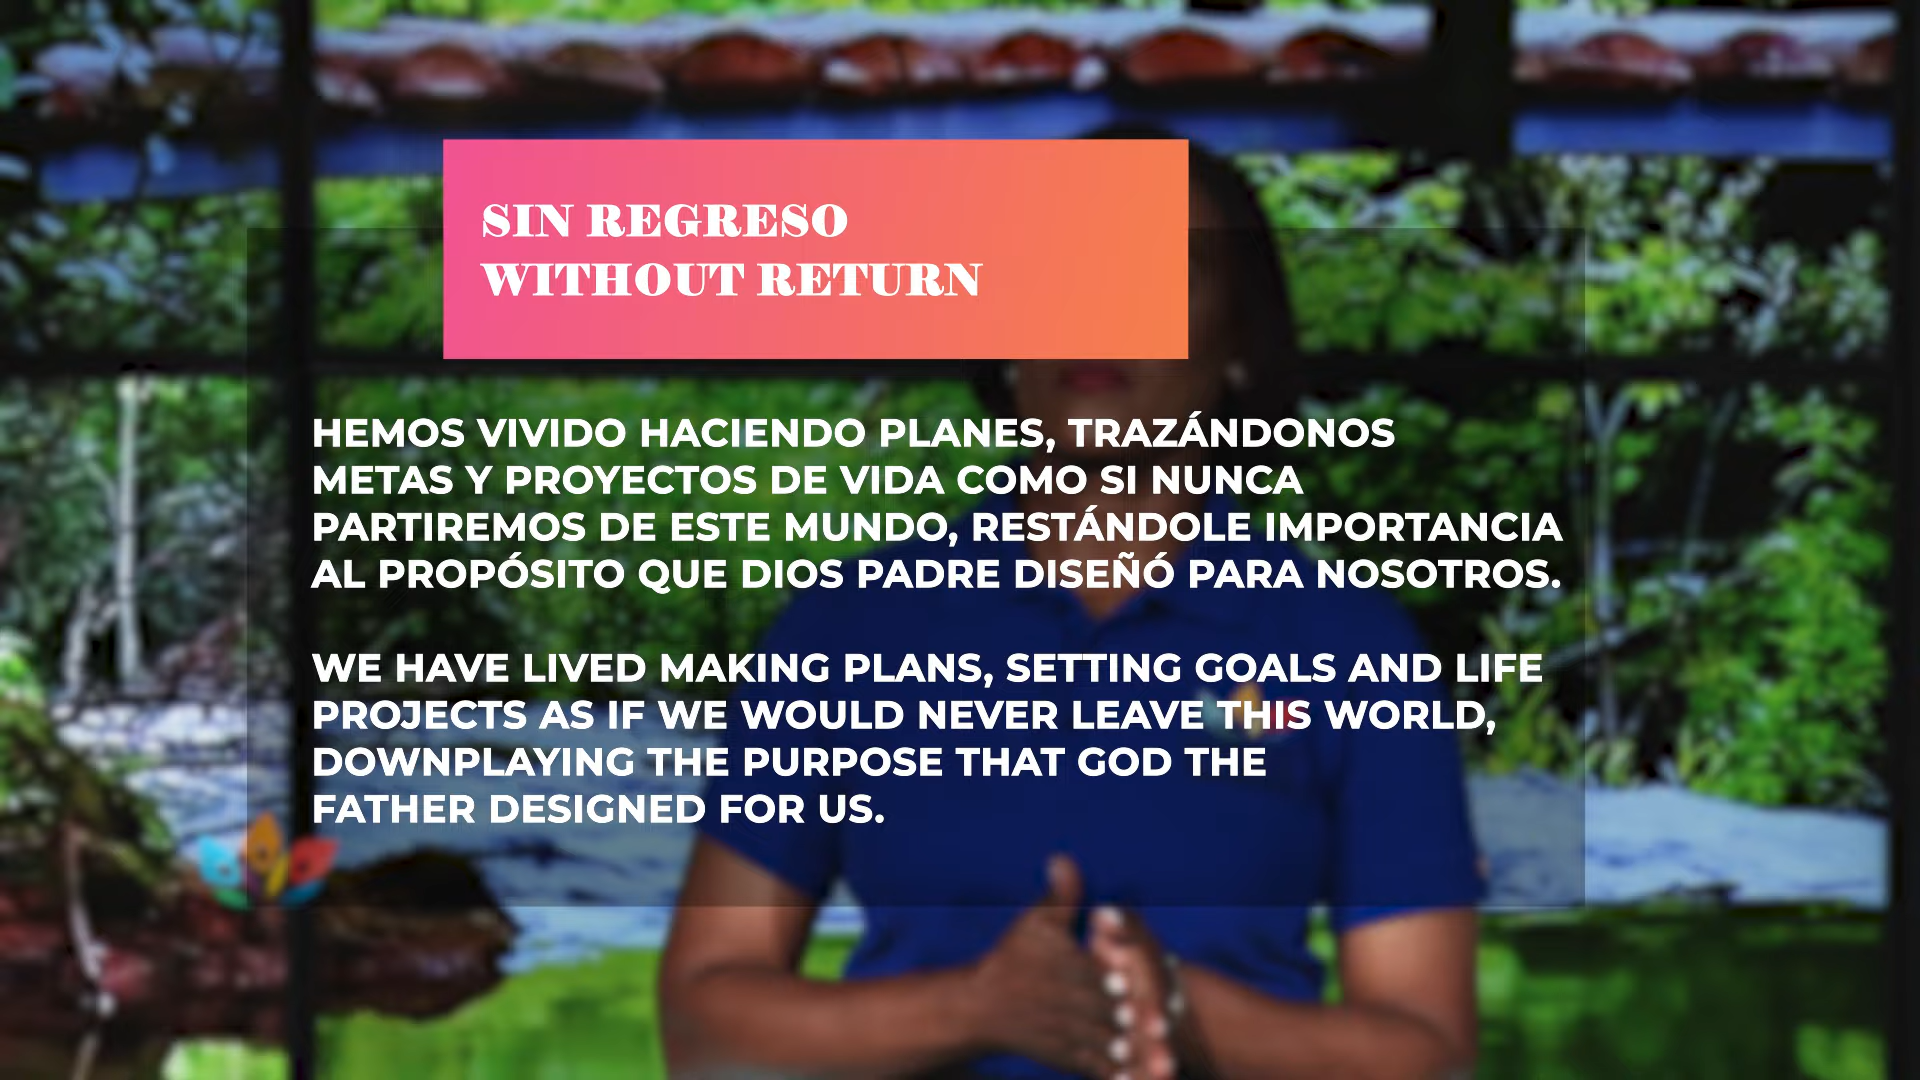 SIN REGRESO
WITHOUT RETURN
HEMOS VIVIDO HACIENDO PLANES, TRAZÁNDONOS
METAS Y PROYECTOS DE VIDA COMO SI NUNCA
PARTIREMOS DE ESTE MUNDO, RESTÁNDOLE IMPORTANCIA
AL PROPÓSITO QUE DIOS PADRE DISEÑÓ PARA NOSOTROS.
WE HAVE LIVED MAKING PLANS, SETTING GOALS AND LIFE
PROJECTS AS IF WE WOULD NEVER LEAVE THIS WORLD,
DOWNPLAYING THE PURPOSE THAT GOD THE
FATHER DESIGNED FOR US.